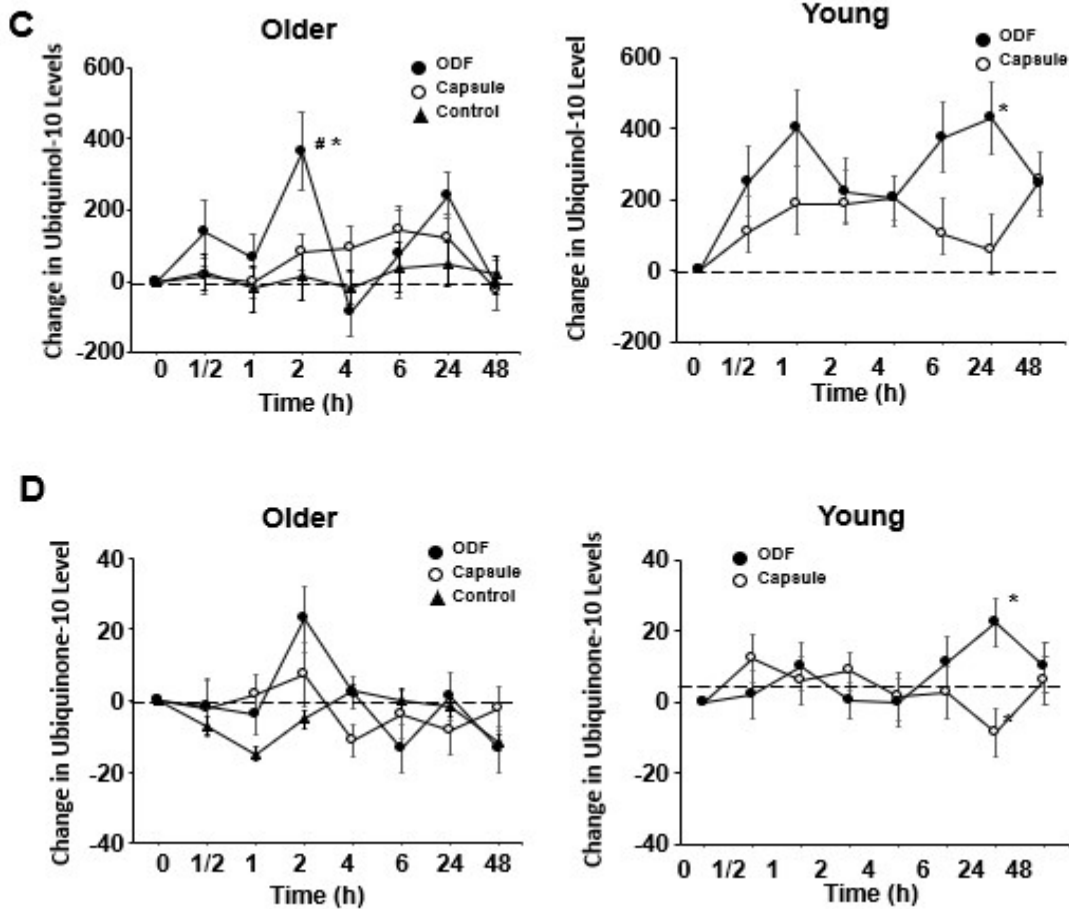 C
Older
Change in Ubiquinol-10 Levels
600
400
200
0
-200
ODF
Capsule
Control
# *
0 1/2 1 2 4 6 24 48
Time (h)
Young
Change in Ubiquinol-10 Levels
600
400
200
0
-200
ODF
Capsule
*
0 1/2 1 2 4 6 24 48
Time (h)
D
Older
Change in Ubiquinone-10 Level
40
20
0
-20
-40
ODF
Capsule
Control
0 1/2 1 2 4 6 24 48
Time (h)
Young
Change in Ubiquinone-10 Levels
40
20
0
-20
-40
ODF
Capsule
*
*
0 1/2 1 2 4 6 24 48
Time (h)